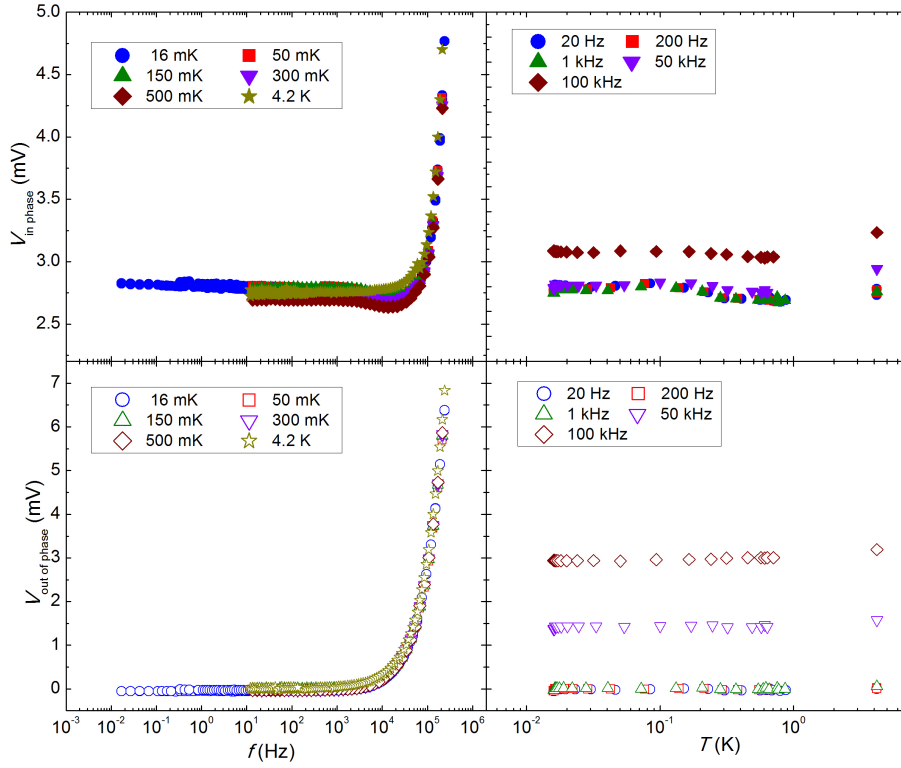 5.0
4.5
4.0
3.5
3.0
2.5
V in phase (mV)
16 mK 50 mK
150 mK 300 mK
500 mK 4.2 K
20 Hz 200 Hz
1 kHz 50 kHz
100 kHz
7
6
5
4
3
2
1
0
V out of phase (mV)
16 mK 50 mK
150 mK 300 mK
500 mK 4.2 K
20 Hz 200 Hz
1 kHz 50 kHz
100 kHz
10⁻³ 10⁻² 10⁻¹ 10⁰ 10¹ 10² 10³ 10⁴ 10⁵ 10⁶
f (Hz)
10⁻² 10⁻¹ 10⁰
T (K)